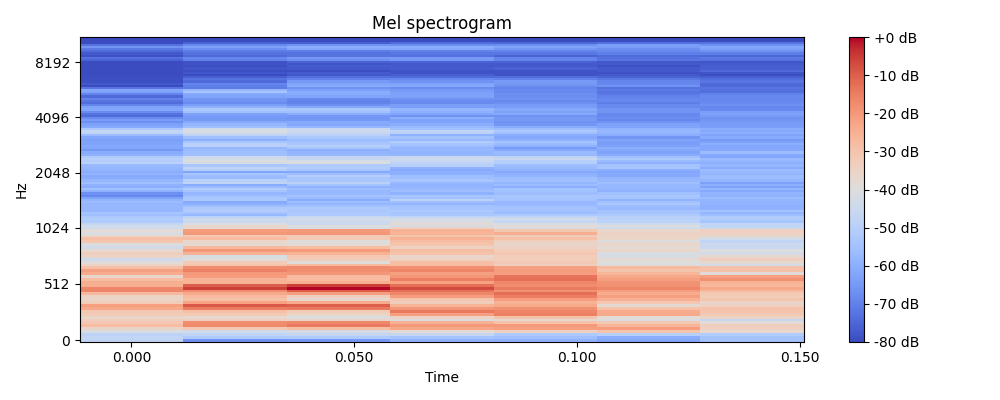 Mel spectrogram
Hz
8192
4096
2048
1024
512
0
0.000
0.050
0.100
0.150
Time
+0 dB
-10 dB
-20 dB
-30 dB
-40 dB
-50 dB
-60 dB
-70 dB
-80 dB